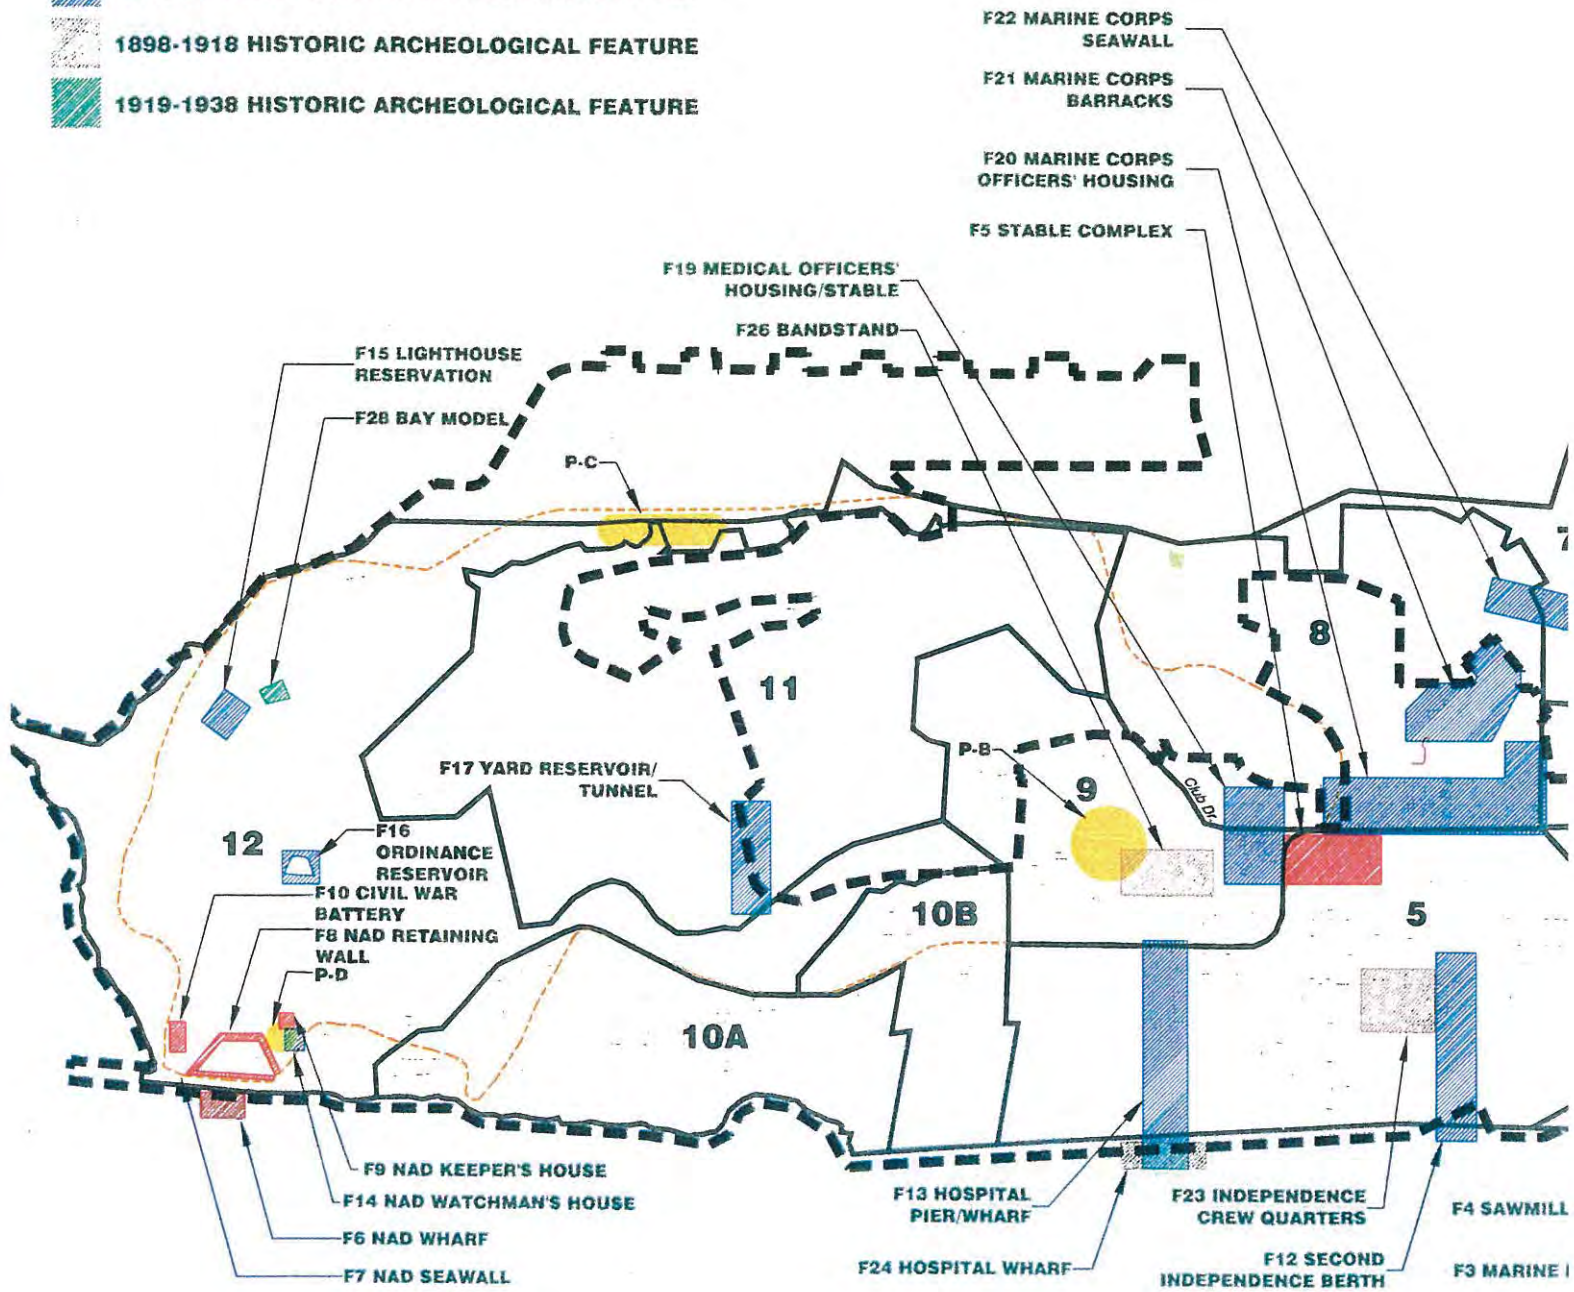 1898-1918 HISTORIC ARCHEOLOGICAL FEATURE
1919-1938 HISTORIC ARCHEOLOGICAL FEATURE
F22 MARINE CORPS
SEAWALL
F21 MARINE CORPS
BARRACKS
F20 MARINE CORPS
OFFICERS' HOUSING
F5 STABLE COMPLEX
F19 MEDICAL OFFICERS'
HOUSING/STABLE
F26 BANDSTAND
F15 LIGHTHOUSE
RESERVATION
F28 BAY MODEL
P-C
7
8
11
P-B
9
Club Dr.
F17 YARD RESERVOIR/
TUNNEL
12
F16
ORDINANCE
RESERVOIR
F10 CIVIL WAR
BATTERY
F8 NAD RETAINING
WALL
P-D
10B
5
10A
F9 NAD KEEPER'S HOUSE
F14 NAD WATCHMAN'S HOUSE
F6 NAD WHARF
F7 NAD SEAWALL
F13 HOSPITAL
PIER/WHARF
F24 HOSPITAL WHARF
F23 INDEPENDENCE
CREW QUARTERS
F12 SECOND
INDEPENDENCE BERTH
F4 SAWMILL
F3 MARINE